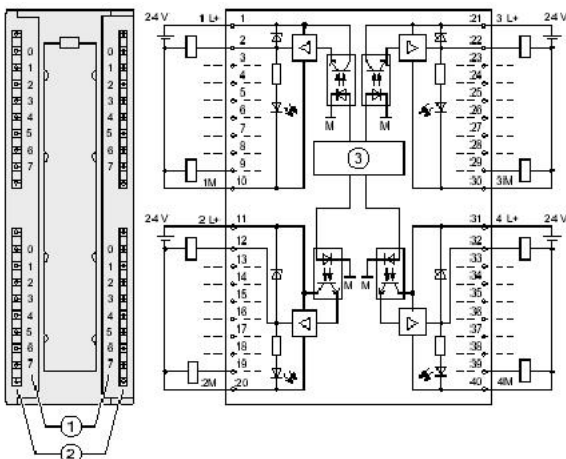 24 V 1 L+ 1 21 3 L+ 24V
2 22
0 0 3 23
1 1 4 24
2 2 5 25
3 3 6 M M 26
4 4 7 27
5 5 8 28
6 6 9 3 29
7 7 1M 10 30 3M
24 V 2 L+ 11 31 4 L+ 24V
12 32
13 33
0 0 14 M M 34
1 1 15 35
2 2 16 36
3 3 17 37
4 4 18 38
5 5 19 39
6 6 2M 20 40 4M
7 7
1
2